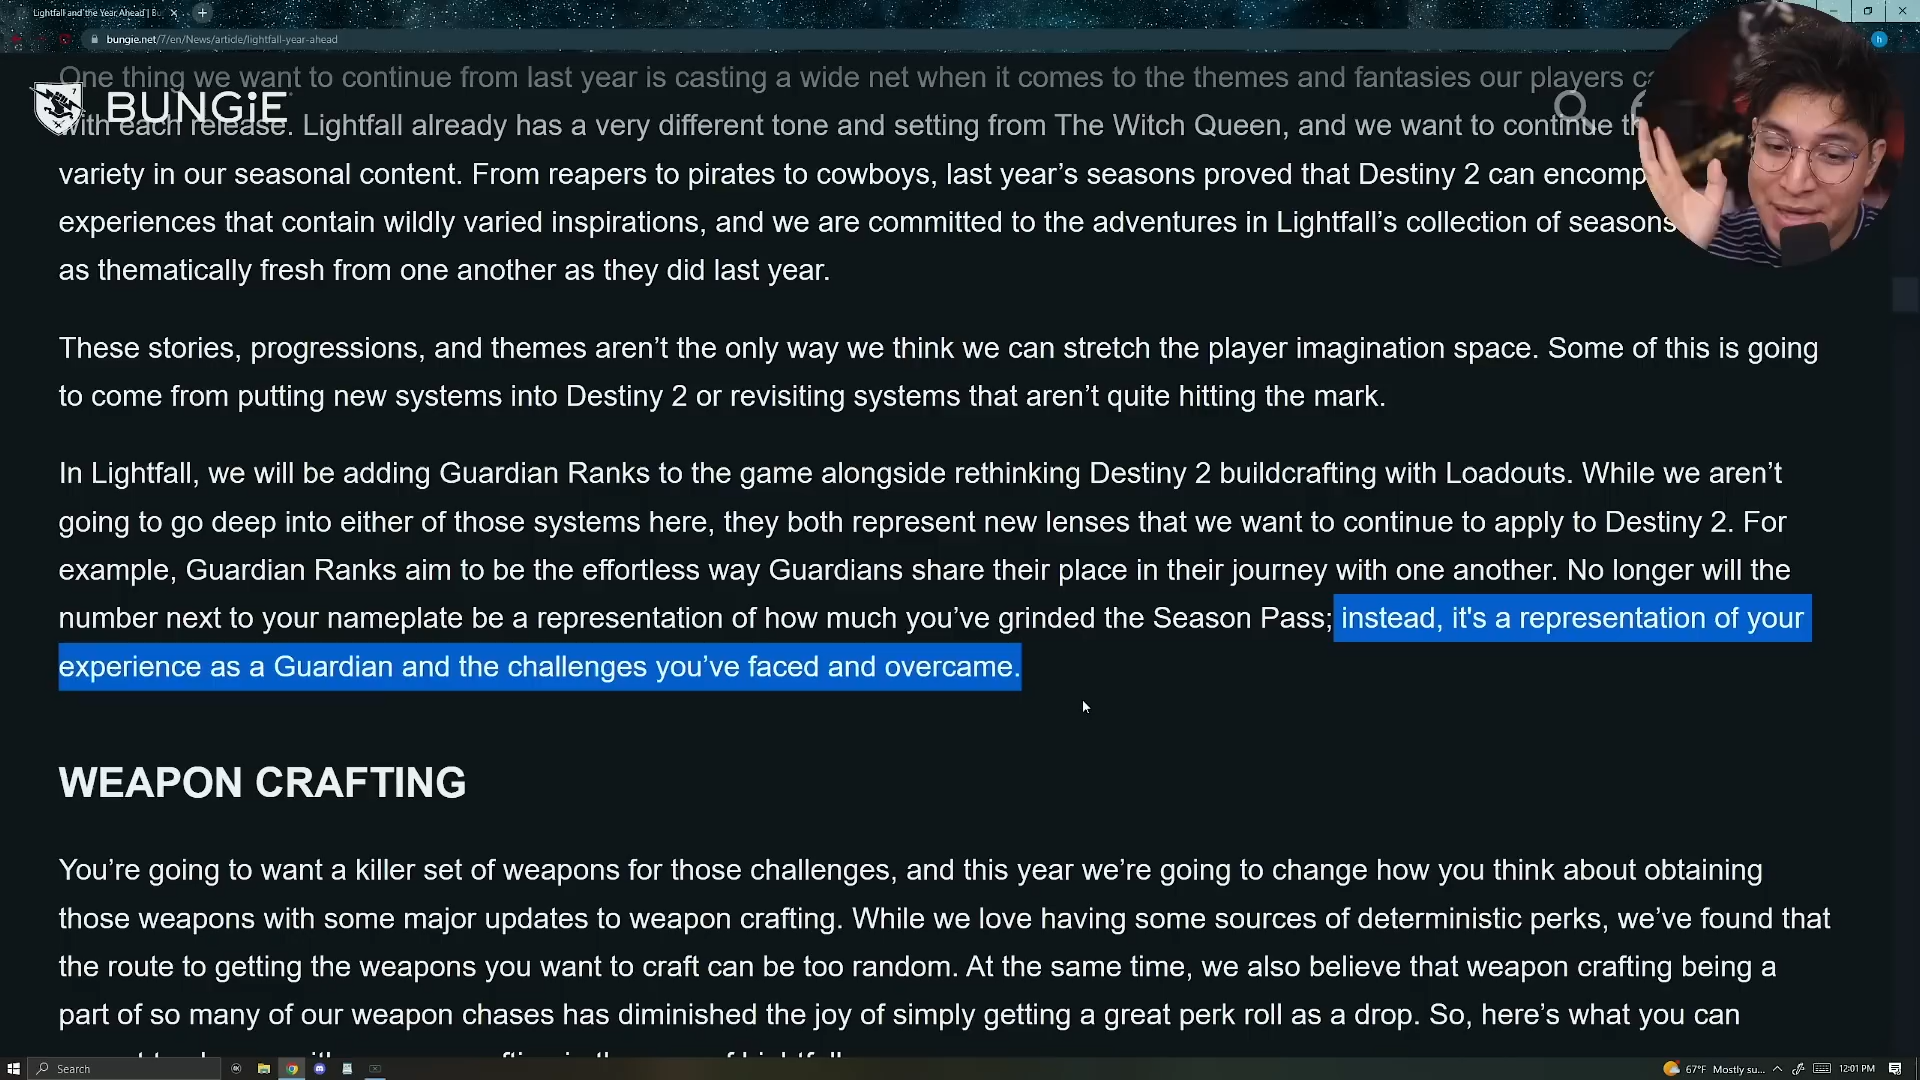 Lightfall and the Year Ahead | Bu
bungie.net/7/en/News/article/lightfall-year-ahead
One thing we want to continue from last year is casting a wide net when it comes to the themes and fantasies our players
BUNGiE
with each release. Lightfall already has a very different tone and setting from The Witch Queen, and we want to continue
variety in our seasonal content. From reapers to pirates to cowboys, last year’s seasons proved that Destiny 2 can encomp
experiences that contain wildly varied inspirations, and we are committed to the adventures in Lightfall’s collection of seasons
as thematically fresh from one another as they did last year.
These stories, progressions, and themes aren’t the only way we think we can stretch the player imagination space. Some of this is going
to come from putting new systems into Destiny 2 or revisiting systems that aren’t quite hitting the mark.
In Lightfall, we will be adding Guardian Ranks to the game alongside rethinking Destiny 2 buildcrafting with Loadouts. While we aren’t
going to go deep into either of those systems here, they both represent new lenses that we want to continue to apply to Destiny 2. For
example, Guardian Ranks aim to be the effortless way Guardians share their place in their journey with one another. No longer will the
number next to your nameplate be a representation of how much you’ve grinded the Season Pass; instead, it's a representation of your
experience as a Guardian and the challenges you’ve faced and overcame.
WEAPON CRAFTING
You’re going to want a killer set of weapons for those challenges, and this year we’re going to change how you think about obtaining
those weapons with some major updates to weapon crafting. While we love having some sources of deterministic perks, we’ve found that
the route to getting the weapons you want to craft can be too random. At the same time, we also believe that weapon crafting being a
part of so many of our weapon chases has diminished the joy of simply getting a great perk roll as a drop. So, here’s what you can
Search
67°F Mostly su...
12:01 PM